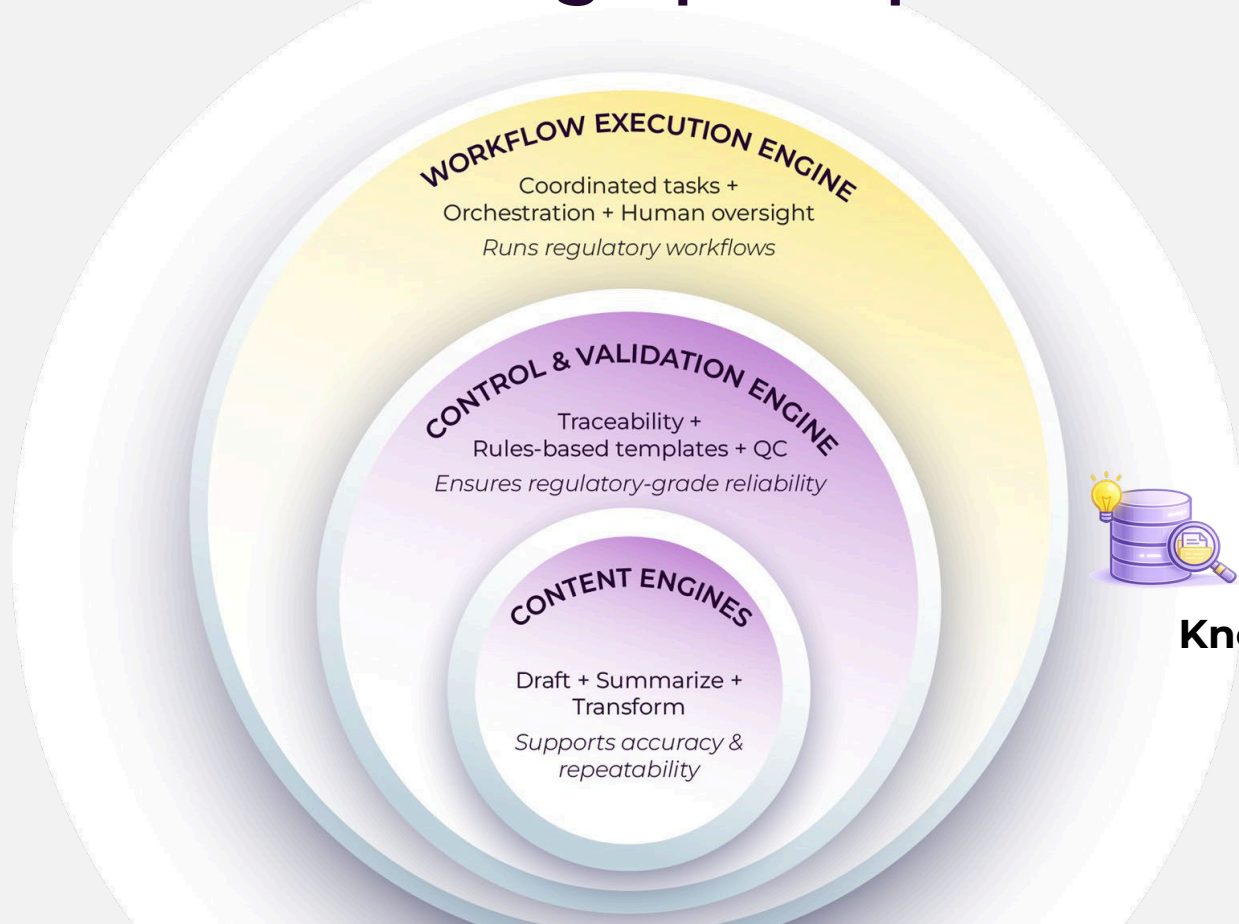 WORKFLOW EXECUTION ENGINE
Coordinated tasks +
Orchestration + Human oversight
Runs regulatory workflows
CONTROL & VALIDATION ENGINE
Traceability +
Rules-based templates + QC
Ensures regulatory-grade reliability
CONTENT ENGINES
Draft + Summarize +
Transform
Supports accuracy &
repeatability